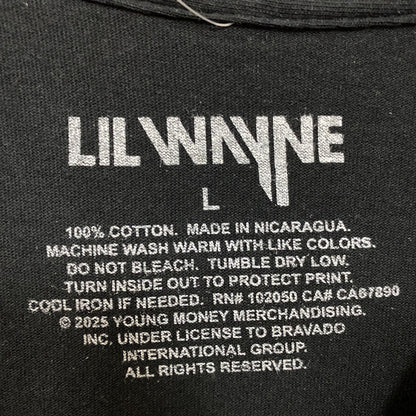 LIL WAYNE
L
100% COTTON. MADE IN NICARAGUA.
MACHINE WASH WARM WITH LIKE COLORS.
DO NOT BLEACH. TUMBLE DRY LOW.
TURN INSIDE OUT TO PROTECT PRINT.
COOL IRON IF NEEDED. RN# 102050 CA# CA67890
© 2025 YOUNG MONEY MERCHANDISING.
INC. UNDER LICENSE TO BRAVADO
INTERNATIONAL GROUP.
ALL RIGHTS RESERVED.